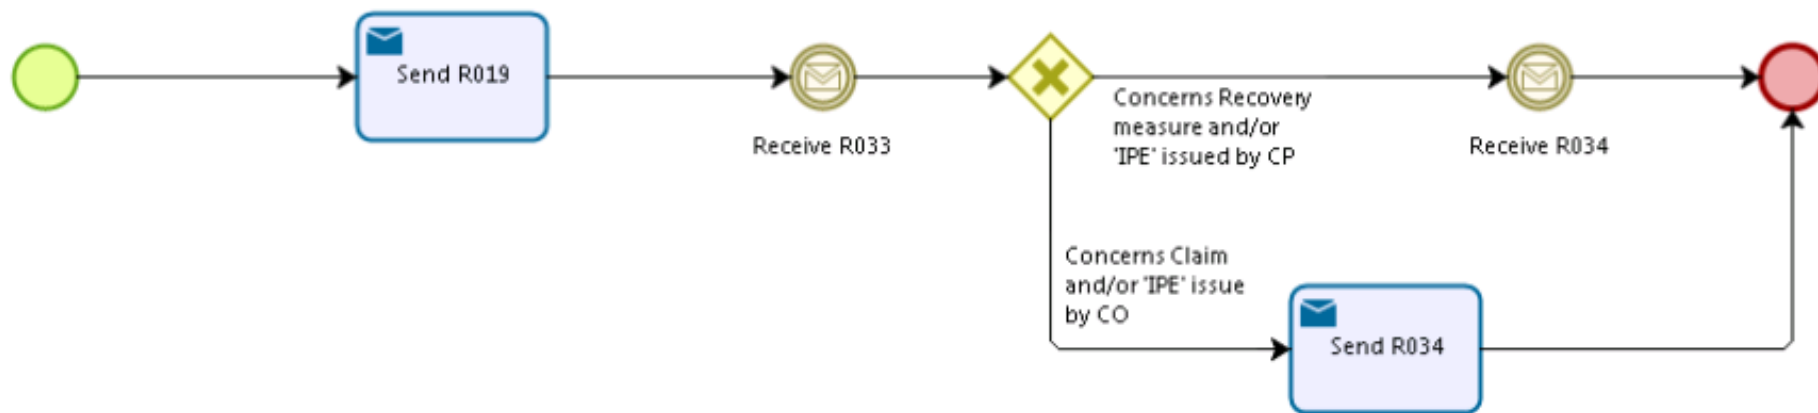 Send R019
Receive R033
Concerns Recovery
measure and/or
'IPE' issued by CP
Receive R034
Concerns Claim
and/or 'IPE' issue
by CO
Send R034